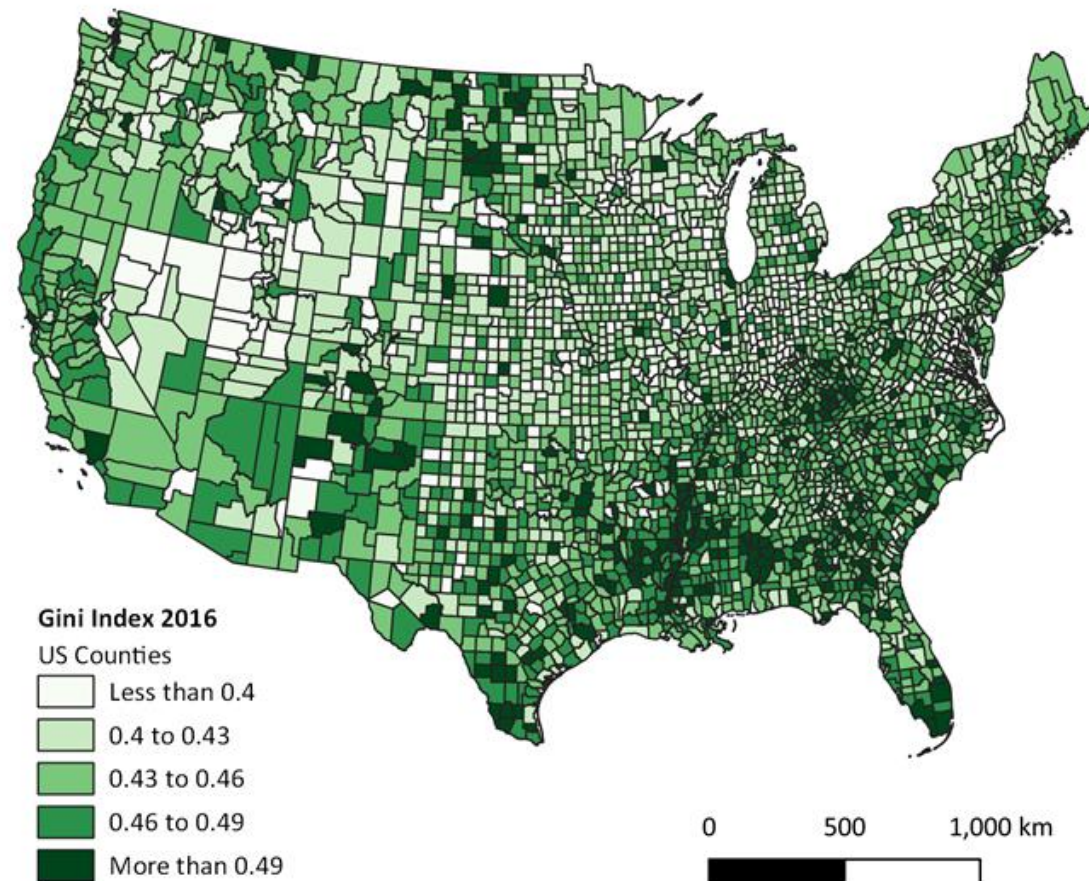 Gini Index 2016
US Counties
Less than 0.4
0.4 to 0.43
0.43 to 0.46
0.46 to 0.49
More than 0.49
0 500 1,000 km